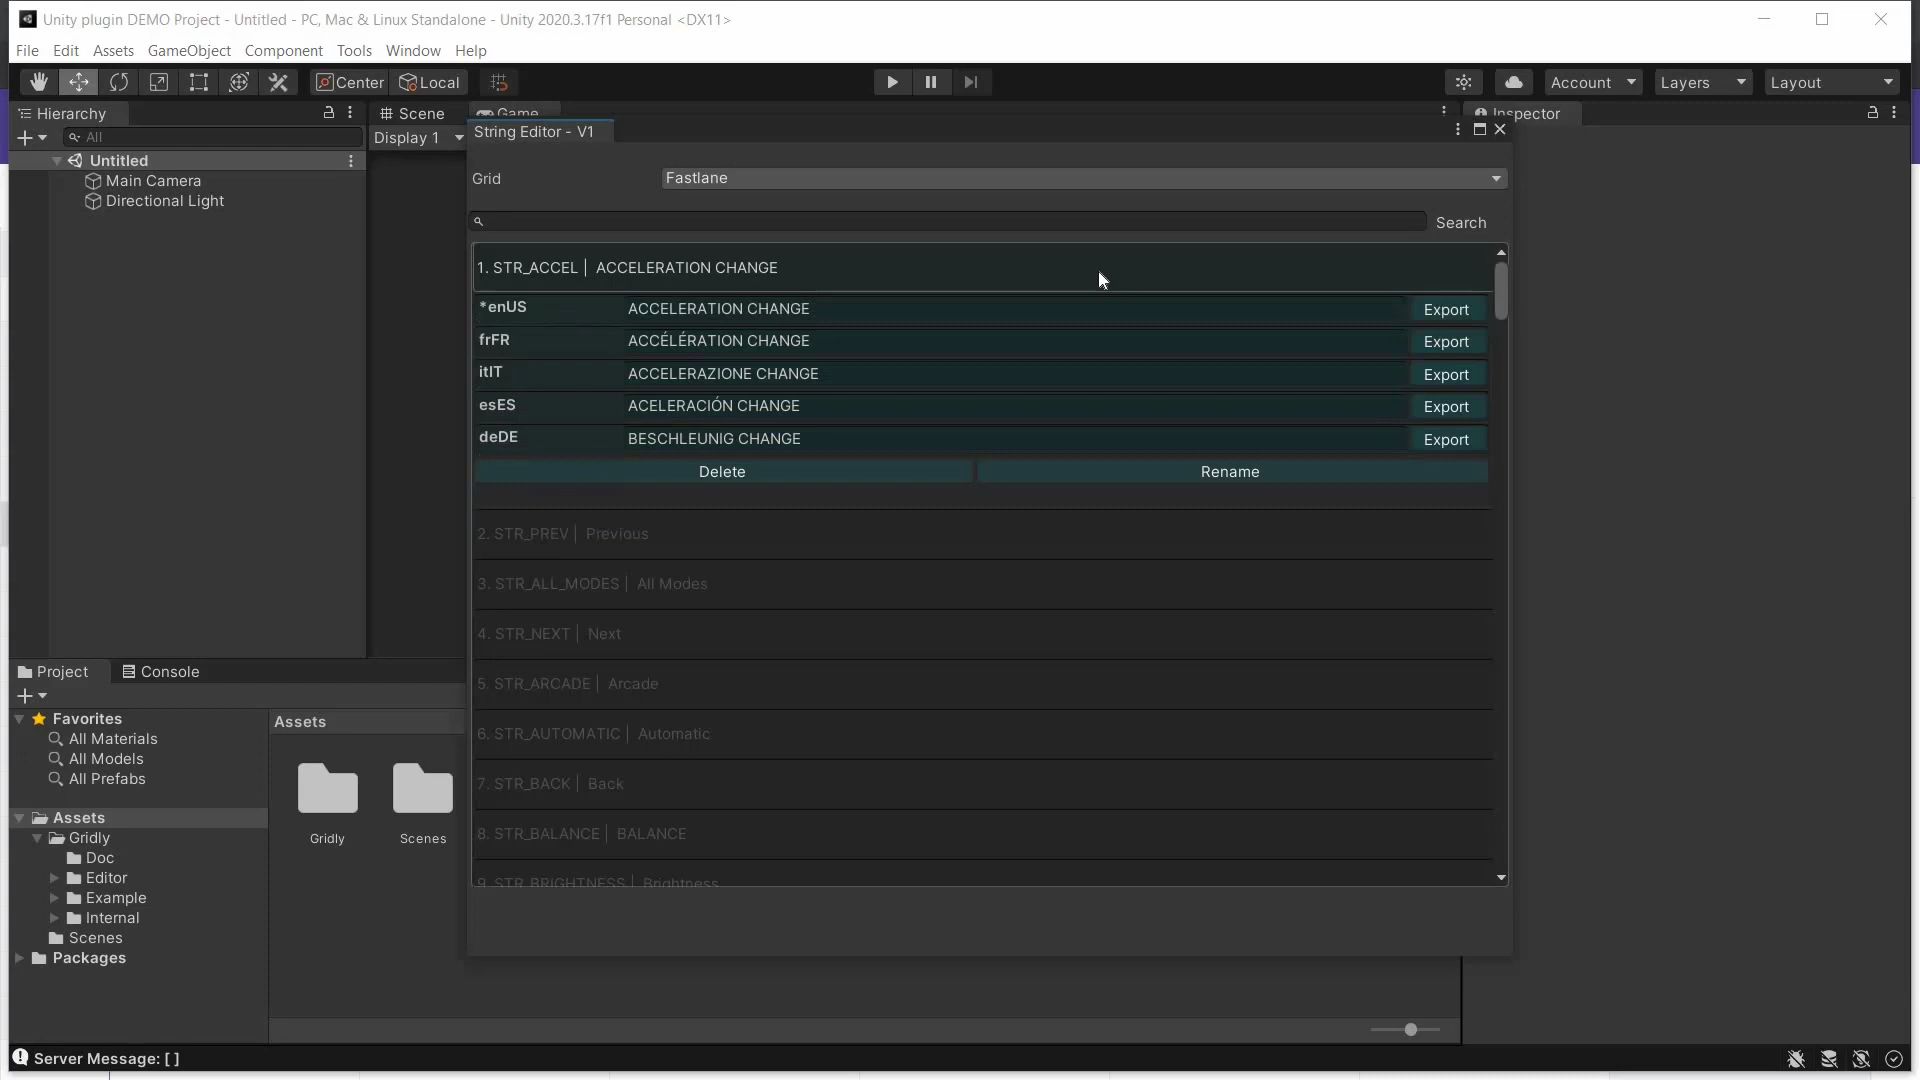 Unity plugin DEMO Project - Untitled - PC, Mac & Linux Standalone - Unity 2020.3.17f1 Personal <DX11>
File Edit Assets GameObject Component Tools Window Help
Center Local Account Layers Layout
Hierarchy
Scene Game Inspector
All
Display 1
String Editor - V1
Untitled
Main Camera
Directional Light
Grid Fastlane
Search
1. STR_ACCEL | ACCELERATION CHANGE
*enUS ACCELERATION CHANGE Export
frFR ACCÉLÉRATION CHANGE Export
itIT ACCELERAZIONE CHANGE Export
esES ACELERACIÓN CHANGE Export
deDE BESCHLEUNIG CHANGE Export
Delete Rename
2. STR_PREV | Previous
3. STR_ALL_MODES | All Modes
4. STR_NEXT | Next
5. STR_ARCADE | Arcade
6. STR_AUTOMATIC | Automatic
7. STR_BACK | Back
8. STR_BALANCE | BALANCE
9. STR_BRIGHTNESS | Brightness
Project Console
Favorites
All Materials
All Models
All Prefabs
Assets
Gridly
Doc
Editor
Example
Internal
Scenes
Packages
Assets
Gridly Scenes
Server Message: [ ]